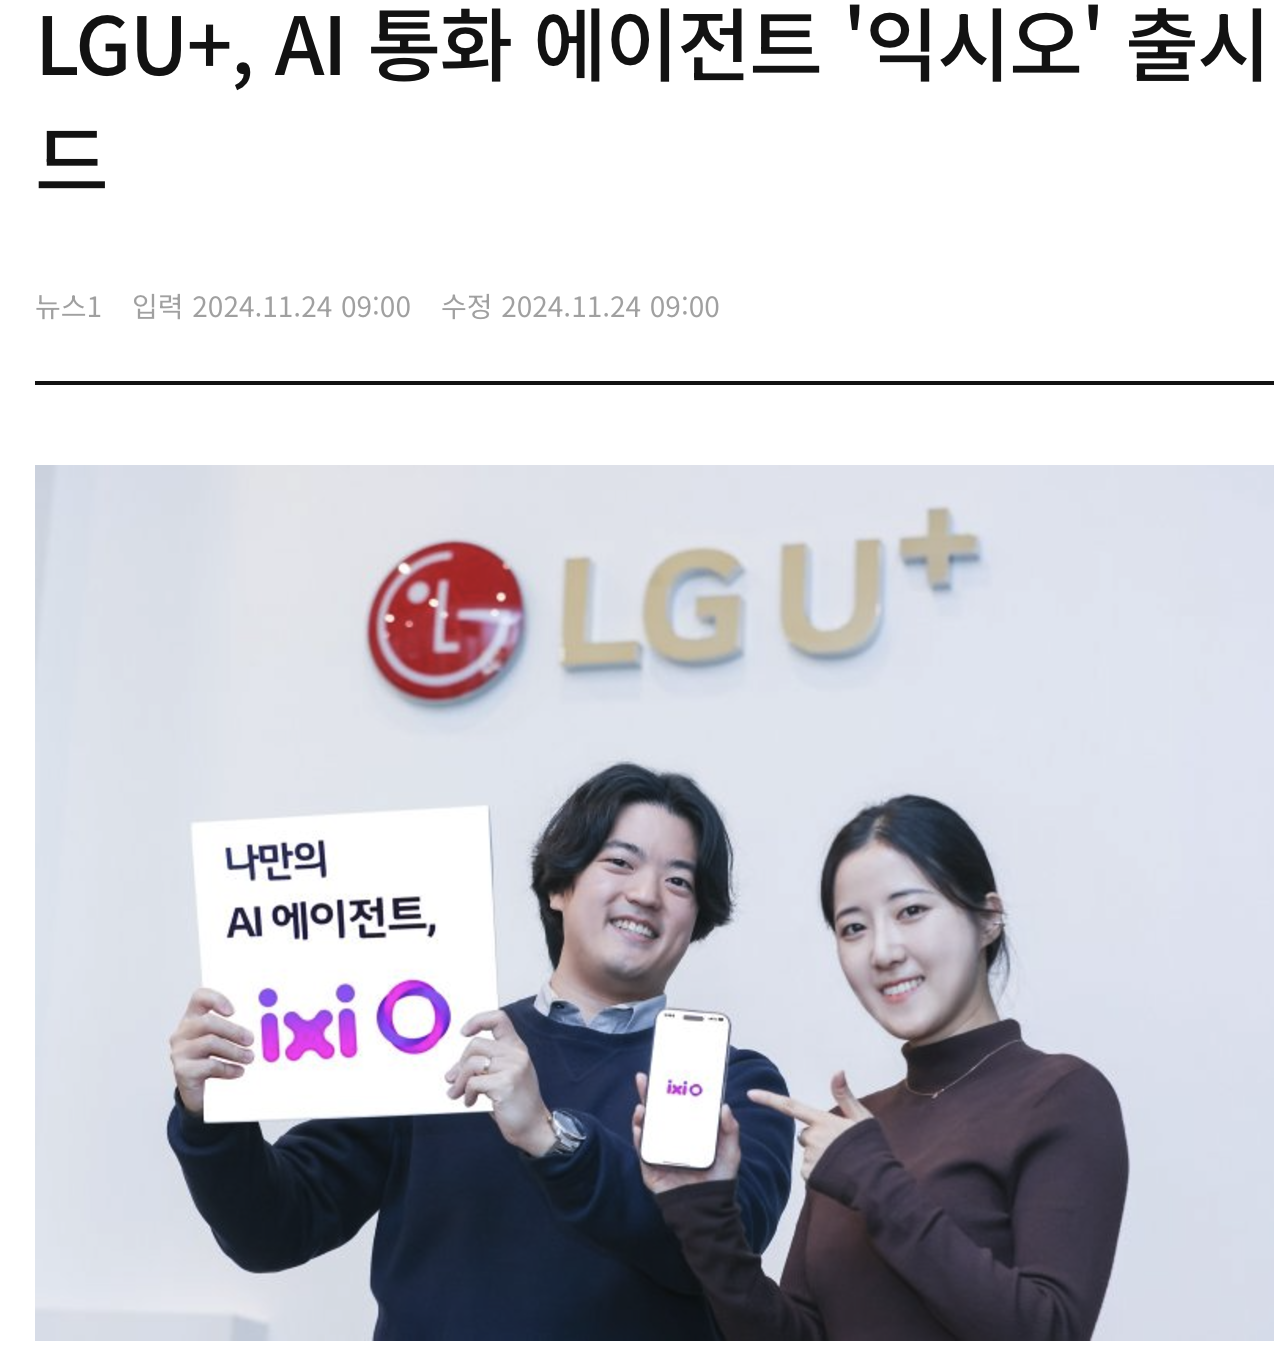 LGU+, AI 통화 에이전트 '익시오' 출시
드
뉴스1 입력 2024.11.24 09:00 수정 2024.11.24 09:00
LG U+
나만의
AI 에이전트,
ixi O
ixi O